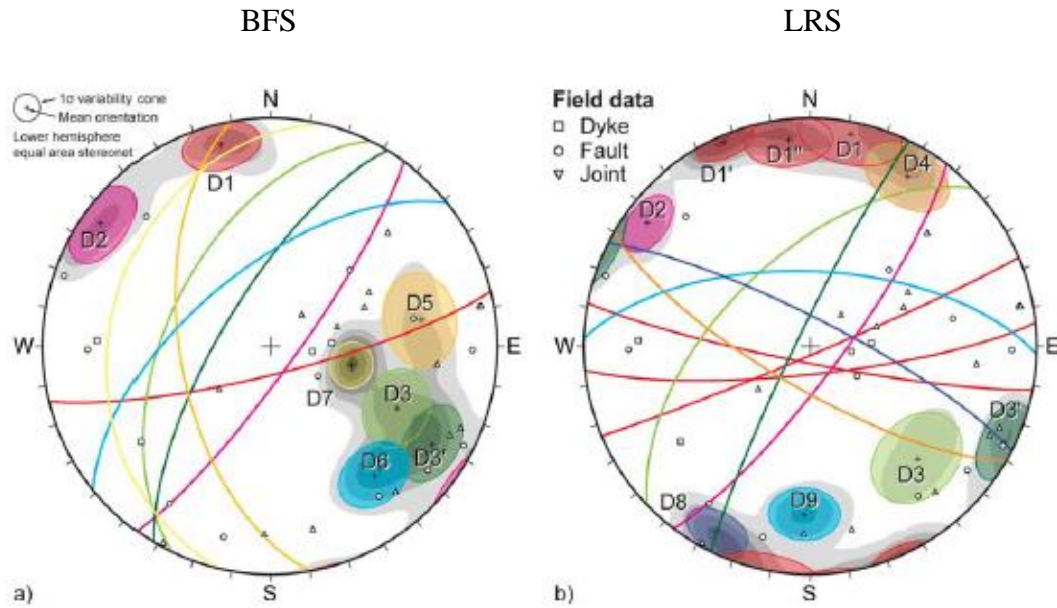 BFS
LRS
1σ variability cone
Mean orientation
Lower hemisphere
equal area stereonet
N
D1
D2
D5
W
E
D7
D3
D3'
D6
S
a)
Field data
Dyke
Fault
Joint
N
D1'
D1''
D1
D4
D2
W
E
D3'
D3
D8
D9
S
b)